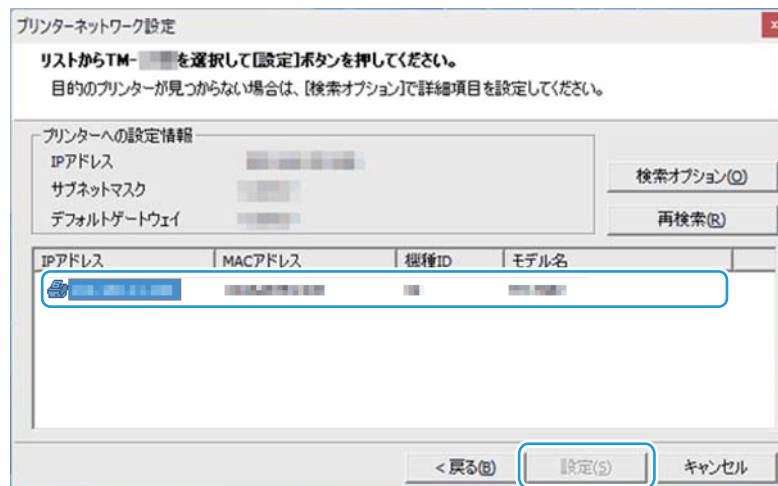 プリンターネットワーク設定
x
リストからTM- を選択して[設定]ボタンを押してください。
目的のプリンターが見つからない場合は、[検索オプション]で詳細項目を設定してください。
プリンターへの設定情報
IPアドレス
サブネットマスク
デフォルトゲートウェイ
検索オプション(O)
再検索(R)
IPアドレス MACアドレス 機種ID モデル名
< 戻る(B) 設定(S) キャンセル